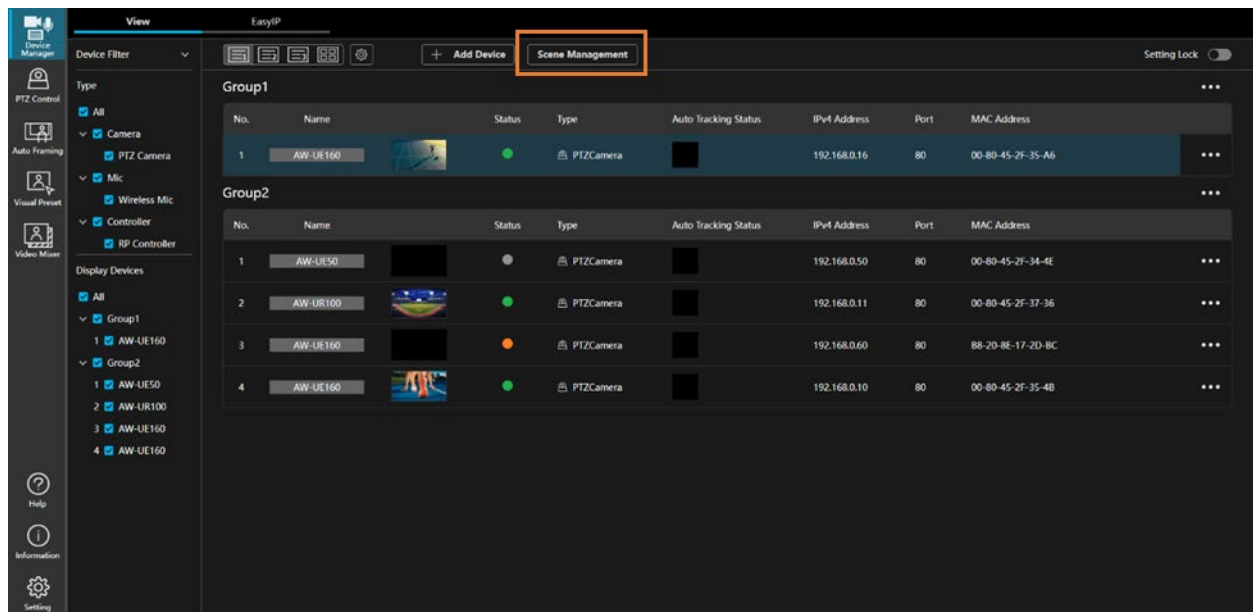 View
EasyIP
Device Manager
PTZ Control
Auto Framing
Visual Preset
Video Mixer
Help
Information
Setting
Device Filter
Type
All
Camera
PTZ Camera
Mic
Wireless Mic
Controller
RP Controller
Display Devices
All
Group1
1 AW-UE160
Group2
1 AW-UE50
2 AW-UR100
3 AW-UE160
4 AW-UE160
+ Add Device
Scene Management
Setting Lock
Group1
No. Name Status Type Auto Tracking Status IPv4 Address Port MAC Address
1 AW-UE160 PTZCamera 192.168.0.16 80 00-80-45-2F-35-A6
Group2
No. Name Status Type Auto Tracking Status IPv4 Address Port MAC Address
1 AW-UE50 PTZCamera 192.168.0.50 80 00-80-45-2F-34-4E
2 AW-UR100 PTZCamera 192.168.0.11 80 00-80-45-2F-37-36
3 AW-UE160 PTZCamera 192.168.0.60 80 B8-20-8E-17-2D-BC
4 AW-UE160 PTZCamera 192.168.0.10 80 00-80-45-2F-35-4B